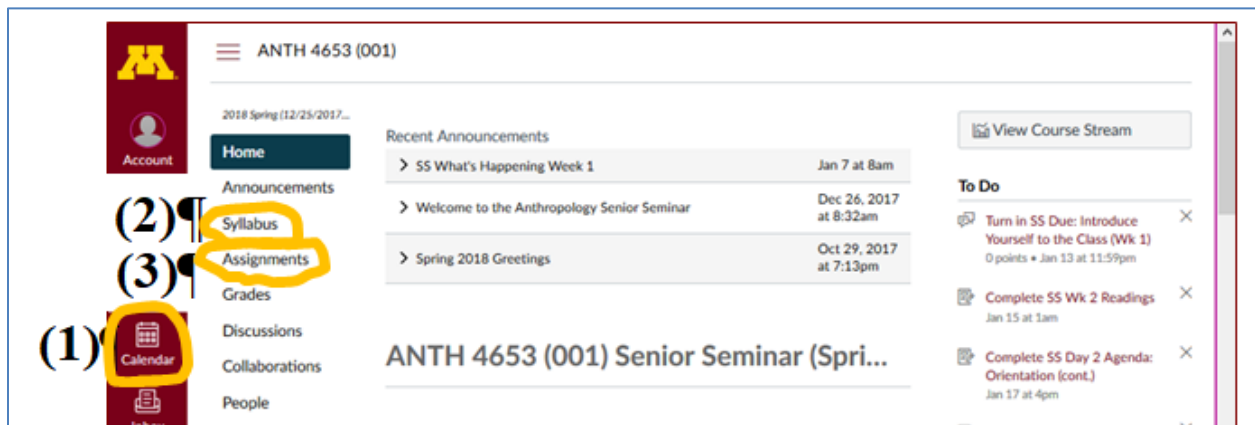 M
ANTH 4653 (001)
2018 Spring (12/25/2017...
Account
Home
Announcements
(2)¶ Syllabus
(3)¶ Assignments
Grades
Discussions
(1)¶ Calendar
Collaborations
People
Recent Announcements
SS What's Happening Week 1 Jan 7 at 8am
Welcome to the Anthropology Senior Seminar Dec 26, 2017
at 8:32am
Spring 2018 Greetings Oct 29, 2017
at 7:13pm
ANTH 4653 (001) Senior Seminar (Spri...
View Course Stream
To Do
Turn in SS Due: Introduce
Yourself to the Class (Wk 1)
0 points • Jan 13 at 11:59pm
Complete SS Wk 2 Readings
Jan 15 at 1am
Complete SS Day 2 Agenda:
Orientation (cont.)
Jan 17 at 4pm